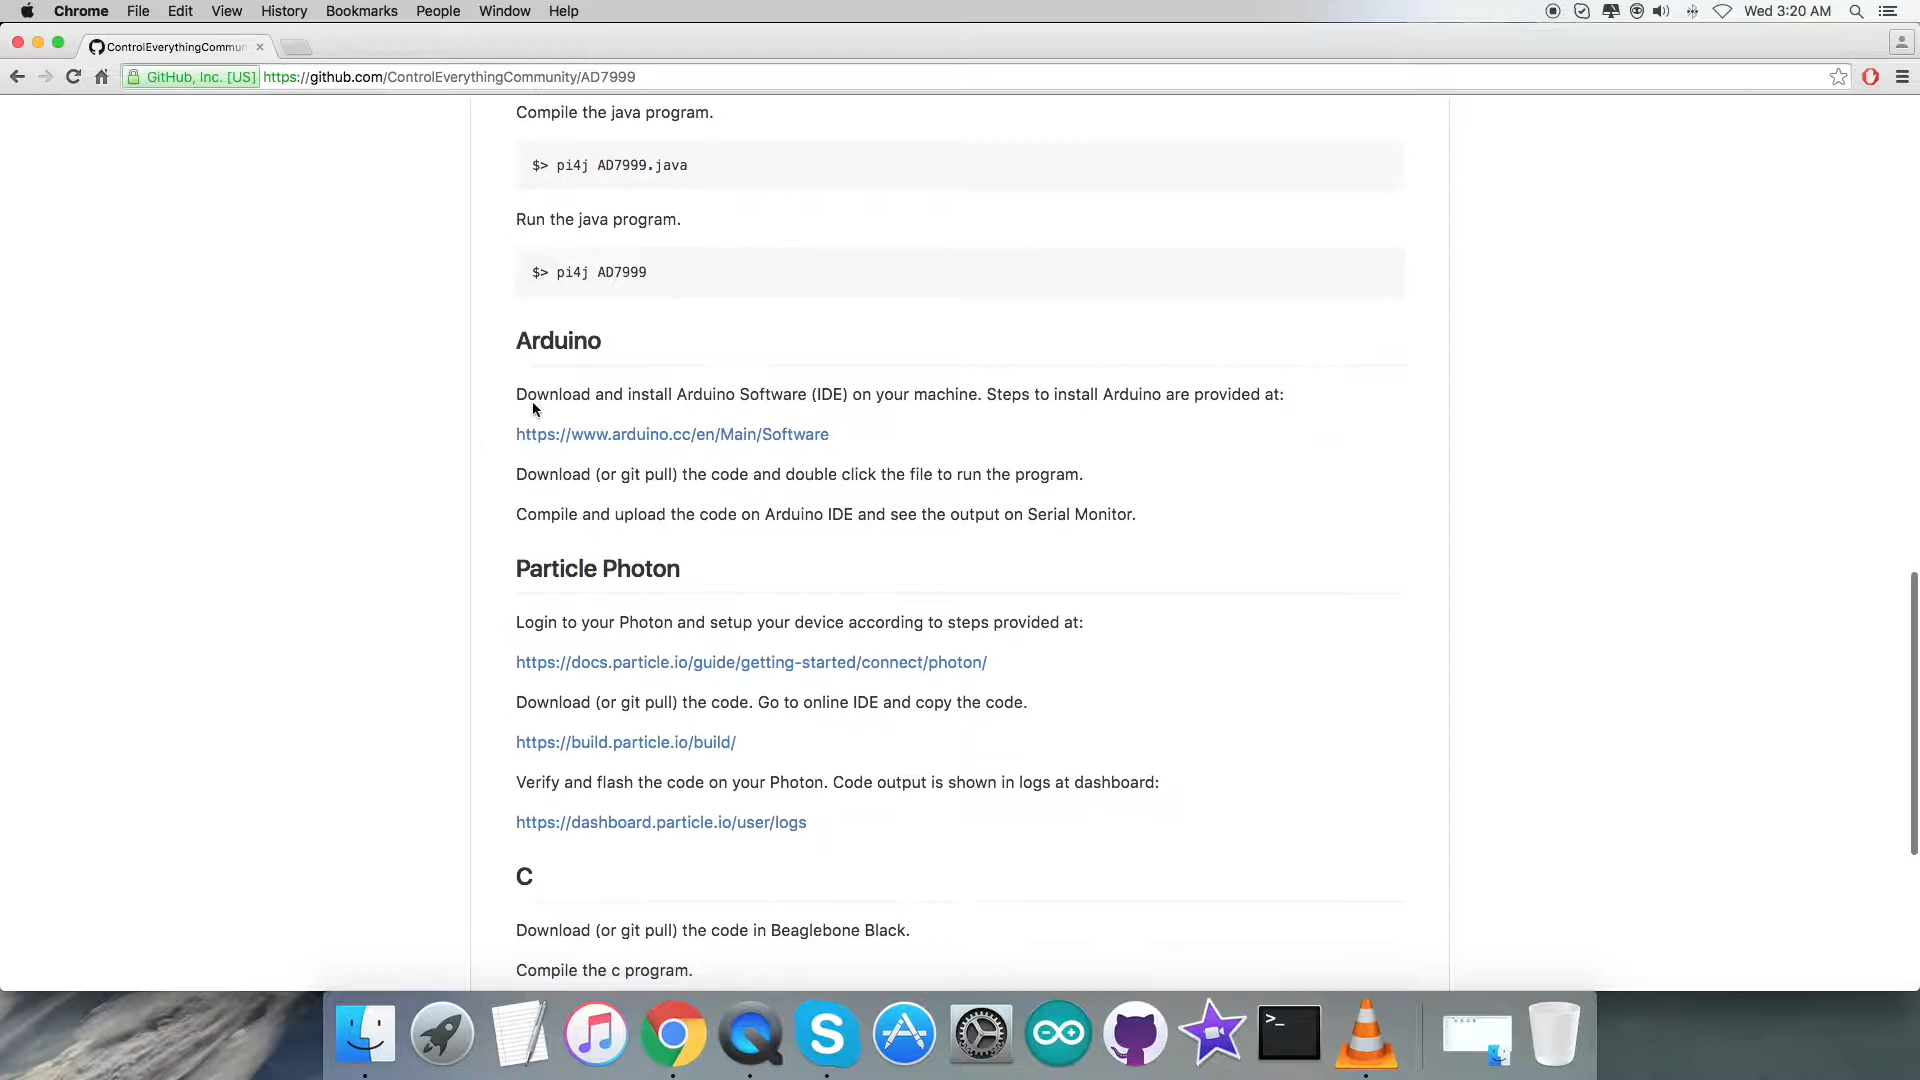 Chrome File Edit View History Bookmarks People Window Help Wed 3:20 AM
ControlEverythingCommun
GitHub, Inc. [US] https://github.com/ControlEverythingCommunity/AD7999
Compile the java program.
$> pi4j AD7999.java
Run the java program.
$> pi4j AD7999
Arduino
Download and install Arduino Software (IDE) on your machine. Steps to install Arduino are provided at:
https://www.arduino.cc/en/Main/Software
Download (or git pull) the code and double click the file to run the program.
Compile and upload the code on Arduino IDE and see the output on Serial Monitor.
Particle Photon
Login to your Photon and setup your device according to steps provided at:
https://docs.particle.io/guide/getting-started/connect/photon/
Download (or git pull) the code. Go to online IDE and copy the code.
https://build.particle.io/build/
Verify and flash the code on your Photon. Code output is shown in logs at dashboard:
https://dashboard.particle.io/user/logs
C
Download (or git pull) the code in Beaglebone Black.
Compile the c program.